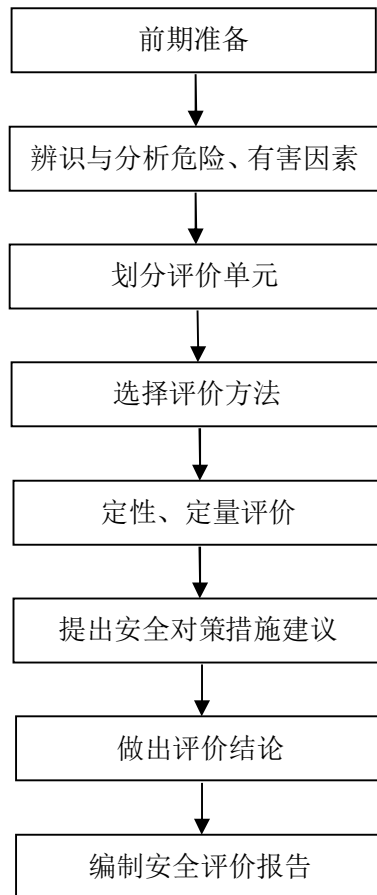 前期准备
辨识与分析危险、有害因素
划分评价单元
选择评价方法
定性、定量评价
提出安全对策措施建议
做出评价结论
编制安全评价报告